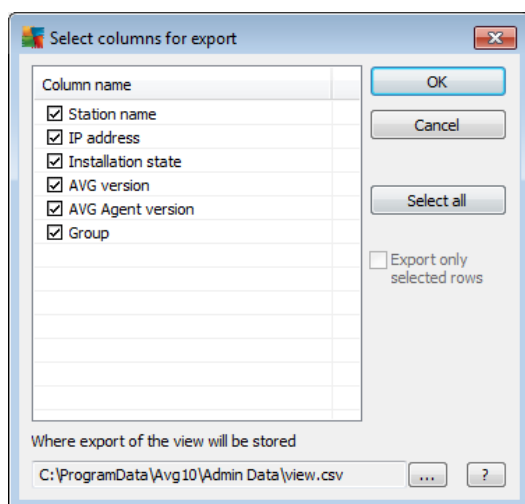 Select columns for export
Column name
Station name
IP address
Installation state
AVG version
AVG Agent version
Group
OK
Cancel
Select all
Export only
selected rows
Where export of the view will be stored
C:\ProgramData\Avg10\Admin Data\view.csv
...
?